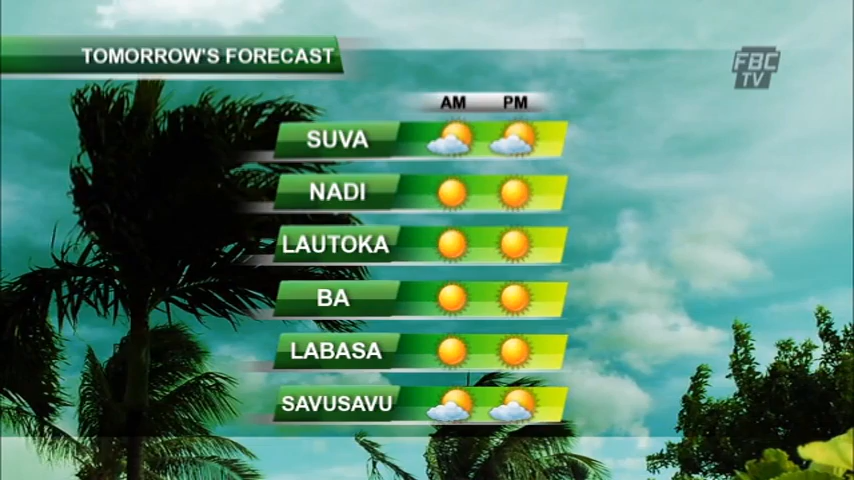 TOMORROW'S FORECAST
FBC
TV
AM PM
SUVA
NADI
LAUTOKA
BA
LABASA
SAVUSAVU